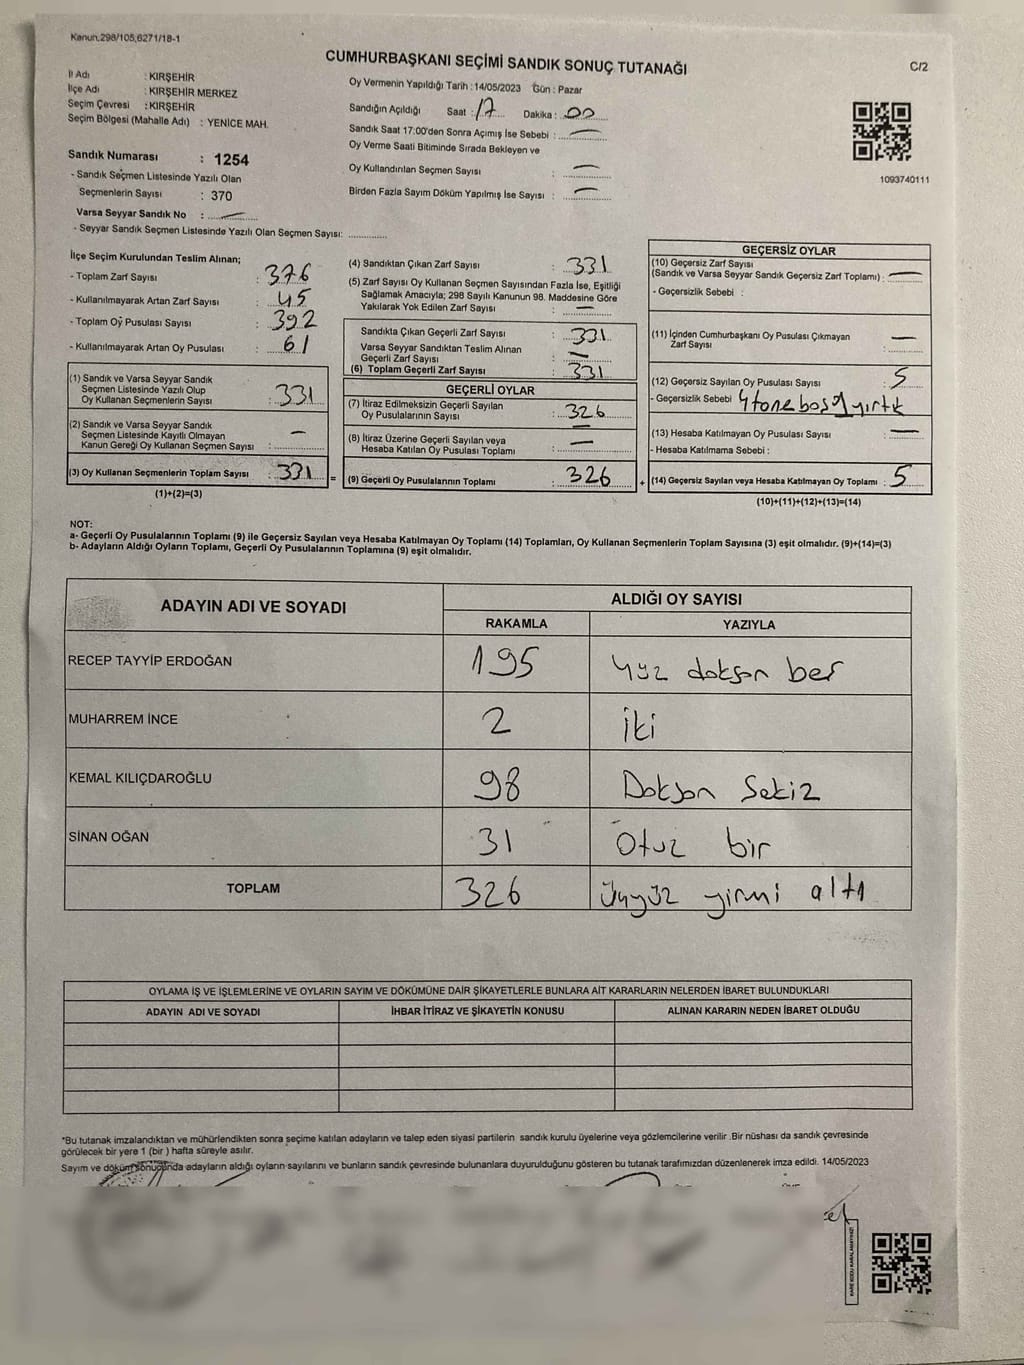 Kanun,298/105,6271/18-1
CUMHURBAŞKANI SEÇİMİ SANDIK SONUÇ TUTANAĞI
C/2
İl Adı : KIRŞEHİR
İlçe Adı : KIRŞEHİR MERKEZ
Seçim Çevresi : KIRŞEHİR
Seçim Bölgesi (Mahalle Adı) : YENİCE MAH.
Sandık Numarası : 1254
- Sandık Seçmen Listesinde Yazılı Olan
Seçmenlerin Sayısı : 370
Varsa Seyyar Sandık No :
- Seyyar Sandık Seçmen Listesinde Yazılı Olan Seçmen Sayısı:
Oy Vermenin Yapıldığı Tarih : 14/05/2023 Gün : Pazar
Sandığın Açıldığı Saat : 17 Dakika : 00
Sandık Saat 17:00'den Sonra Açımış İse Sebebi :
Oy Verme Saati Bitiminde Sırada Bekleyen ve
Oy Kullandırılan Seçmen Sayısı :
Birden Fazla Sayım Döküm Yapılmış İse Sayısı :
1093740111
İlçe Seçim Kurulundan Teslim Alınan;
- Toplam Zarf Sayısı : 376
- Kullanılmayarak Artan Zarf Sayısı : 45
- Toplam Oy Pusulası Sayısı : 392
- Kullanılmayarak Artan Oy Pusulası : 61
(1) Sandık ve Varsa Seyyar Sandık
Seçmen Listesinde Yazılı Olup
Oy Kullanan Seçmenlerin Sayısı : 331
(2) Sandık ve Varsa Seyyar Sandık
Seçmen Listesinde Kayıtlı Olmayan
Kanun Gereği Oy Kullanan Seçmen Sayısı : –
(3) Oy Kullanan Seçmenlerin Toplam Sayısı : 331
(1)+(2)=(3)
(4) Sandıktan Çıkan Zarf Sayısı : 331
(5) Zarf Sayısı Oy Kullanan Seçmen Sayısından Fazla İse, Eşitliği
Sağlamak Amacıyla; 298 Sayılı Kanunun 98. Maddesine Göre
Yakılarak Yok Edilen Zarf Sayısı : –
Sandıkta Çıkan Geçerli Zarf Sayısı : 331
Varsa Seyyar Sandıktan Teslim Alınan
Geçerli Zarf Sayısı : –
(6) Toplam Geçerli Zarf Sayısı : 331
GEÇERLİ OYLAR
(7) İtiraz Edilmeksizin Geçerli Sayılan
Oy Pusulalarının Sayısı : 326
(8) İtiraz Üzerine Geçerli Sayılan veya
Hesaba Katılan Oy Pusulası Toplamı : –
(9) Geçerli Oy Pusulalarının Toplamı : 326
GEÇERSİZ OYLAR
(10) Geçersiz Zarf Sayısı
(Sandık ve Varsa Seyyar Sandık Geçersiz Zarf Toplamı) : –
- Geçersizlik Sebebi :
(11) İçinden Cumhurbaşkanı Oy Pusulası Çıkmayan
Zarf Sayısı : –
(12) Geçersiz Sayılan Oy Pusulası Sayısı : 5
- Geçersizlik Sebebi 4 tane boş yırtık
(13) Hesaba Katılmayan Oy Pusulası Sayısı : –
- Hesaba Katılmama Sebebi :
(14) Geçersiz Sayılan veya Hesaba Katılmayan Oy Toplamı : 5
(10)+(11)+(12)+(13)=(14)
NOT:
a- Geçerli Oy Pusulalarının Toplamı (9) ile Geçersiz Sayılan veya Hesaba Katılmayan Oy Toplamı (14) Toplamları, Oy Kullanan Seçmenlerin Toplam Sayısına (3) eşit olmalıdır. (9)+(14)=(3)
b- Adayların Aldığı Oyların Toplamı, Geçerli Oy Pusulalarının Toplamına (9) eşit olmalıdır.
ADAYIN ADI VE SOYADI ALDIĞI OY SAYISI
RAKAMLA YAZIYLA
RECEP TAYYİP ERDOĞAN 195 yüz doksan beş
MUHARREM İNCE 2 iki
KEMAL KILIÇDAROĞLU 98 Doksan Sekiz
SİNAN OĞAN 31 Otuz bir
TOPLAM 326 üçyüz yirmi altı
OYLAMA İŞ VE İŞLEMLERİNE VE OYLARIN SAYIM VE DÖKÜMÜNE DAİR ŞİKAYETLERLE BUNLARA AİT KARARLARIN NELERDEN İBARET BULUNDUKLARI
ADAYIN ADI VE SOYADI İHBAR İTİRAZ VE ŞİKAYETİN KONUSU ALINAN KARARIN NEDEN İBARET OLDUĞU
*Bu tutanak imzalandıktan ve mühürlendikten sonra seçime katılan adayların ve talep eden siyasi partilerin sandık kurulu üyelerine veya gözlemcilerine verilir .Bir nüshası da sandık çevresinde
görülecek bir yere 1 (bir ) hafta süreyle asılır.
Sayım ve döküm sonucunda adayların aldığı oyların sayılarını ve bunların sandık çevresinde bulunanlara duyurulduğunu gösteren bu tutanak tarafımızdan düzenlenerek imza edildi. 14/05/2023
KARE KODU KARALAMAYINIZ!